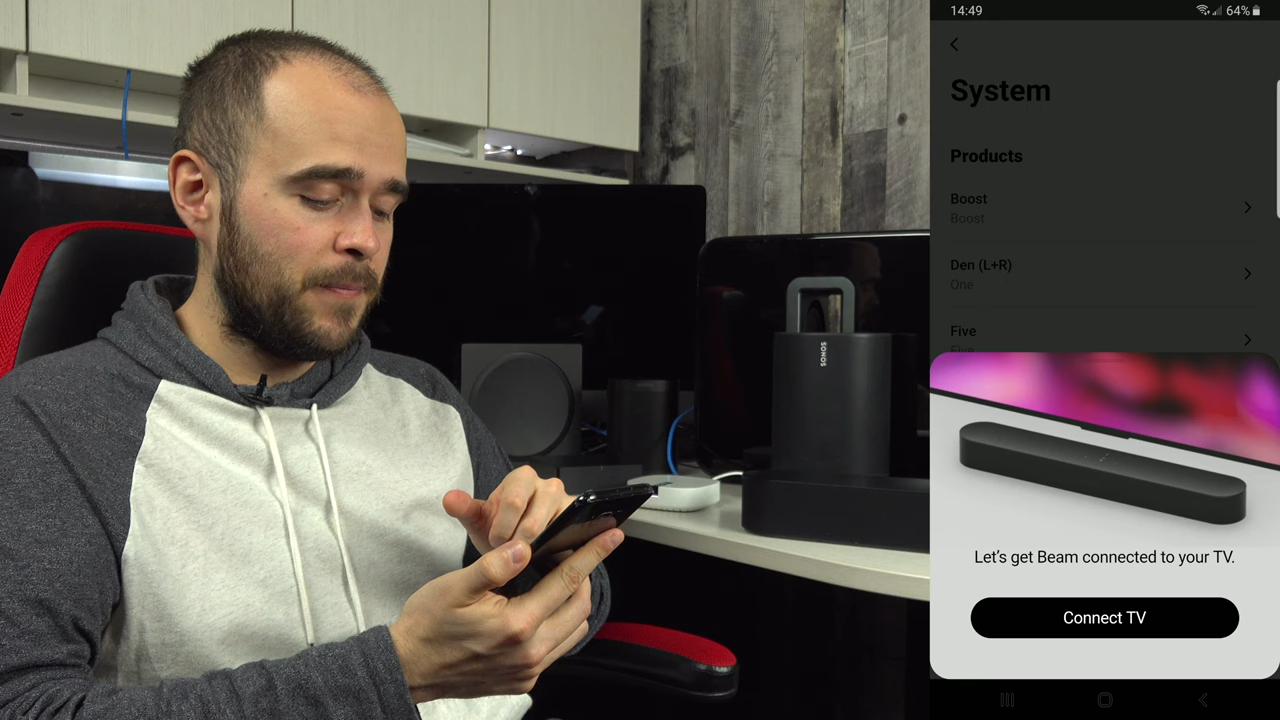 SONOS
14:49
64%
System
Products
Boost
Boost
Den (L+R)
One
Five
Five
Let's get Beam connected to your TV.
Connect TV